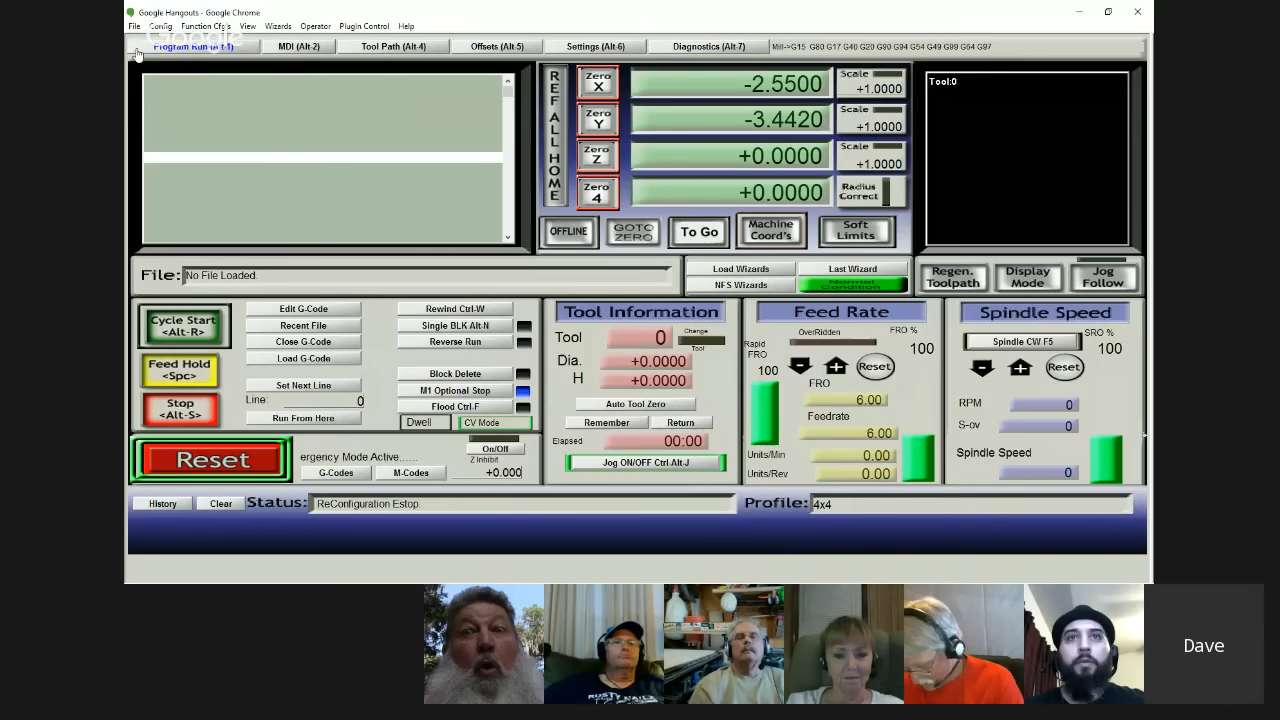 Google Hangouts - Google Chrome
File Config Function Cfg's View Wizards Operator PlugIn Control Help
Google
Program Run (Alt-1) MDI (Alt-2) Tool Path (Alt-4) Offsets (Alt-5) Settings (Alt-6) Diagnostics (Alt-7) Mill->G15 G80 G17 G40 G20 G90 G94 G54 G49 G99 G64 G97
REF ALL HOME
Zero X -2.5500 Scale +1.0000
Zero Y -3.4420 Scale +1.0000
Zero Z +0.0000 Scale +1.0000
Zero 4 +0.0000 Radius Correct
Tool:0
OFFLINE GOTO ZERO To Go Machine Coord's Soft Limits
File: No File Loaded.
Load Wizards Last Wizard
NFS Wizards Normal Condition
Regen. Toolpath Display Mode Jog Follow
Cycle Start <Alt-R>
Feed Hold <Spc>
Stop <Alt-S>
Edit G-Code
Recent File
Close G-Code
Load G-Code
Set Next Line
Line: 0
Run From Here
Rewind Ctrl-W
Single BLK Alt-N
Reverse Run
Block Delete
M1 Optional Stop
Flood Ctrl-F
Dwell CV Mode
Reset
ergency Mode Active......
G-Codes M-Codes
On/Off
Z Inhibit
+0.000
Tool Information
Tool 0 Change Tool
Dia. +0.0000
H +0.0000
Auto Tool Zero
Remember Return
Elapsed 00:00
Jog ON/OFF Ctrl-Alt-J
Feed Rate
OverRidden FRO %
Rapid FRO 100
100
Reset
FRO
6.00
Feedrate
6.00
Units/Min 0.00
Units/Rev 0.00
Spindle Speed
Spindle CW F5
SRO %
100
Reset
RPM 0
S-ov 0
Spindle Speed
0
History Clear Status: ReConfiguration Estop. Profile: 4x4
RUSTY NAILS
Dave